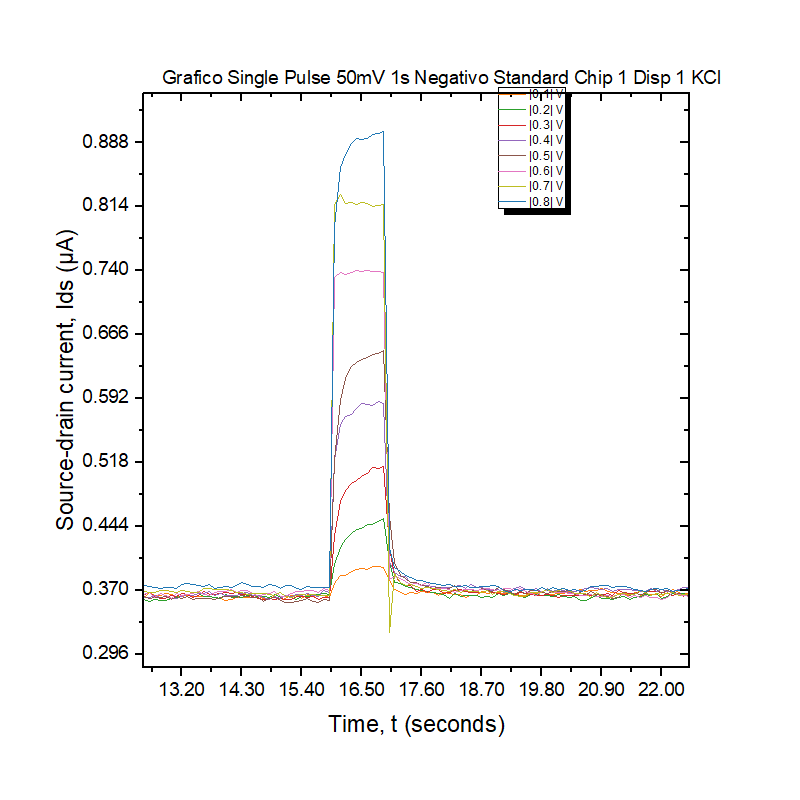 Grafico Single Pulse 50mV 1s Negativo Standard Chip 1 Disp 1 KCl
|0.1| V
|0.2| V
|0.3| V
|0.4| V
|0.5| V
|0.6| V
|0.7| V
|0.8| V
0.888
0.814
0.740
0.666
0.592
0.518
0.444
0.370
0.296
Source-drain current, Ids (µA)
13.20 14.30 15.40 16.50 17.60 18.70 19.80 20.90 22.00
Time, t (seconds)